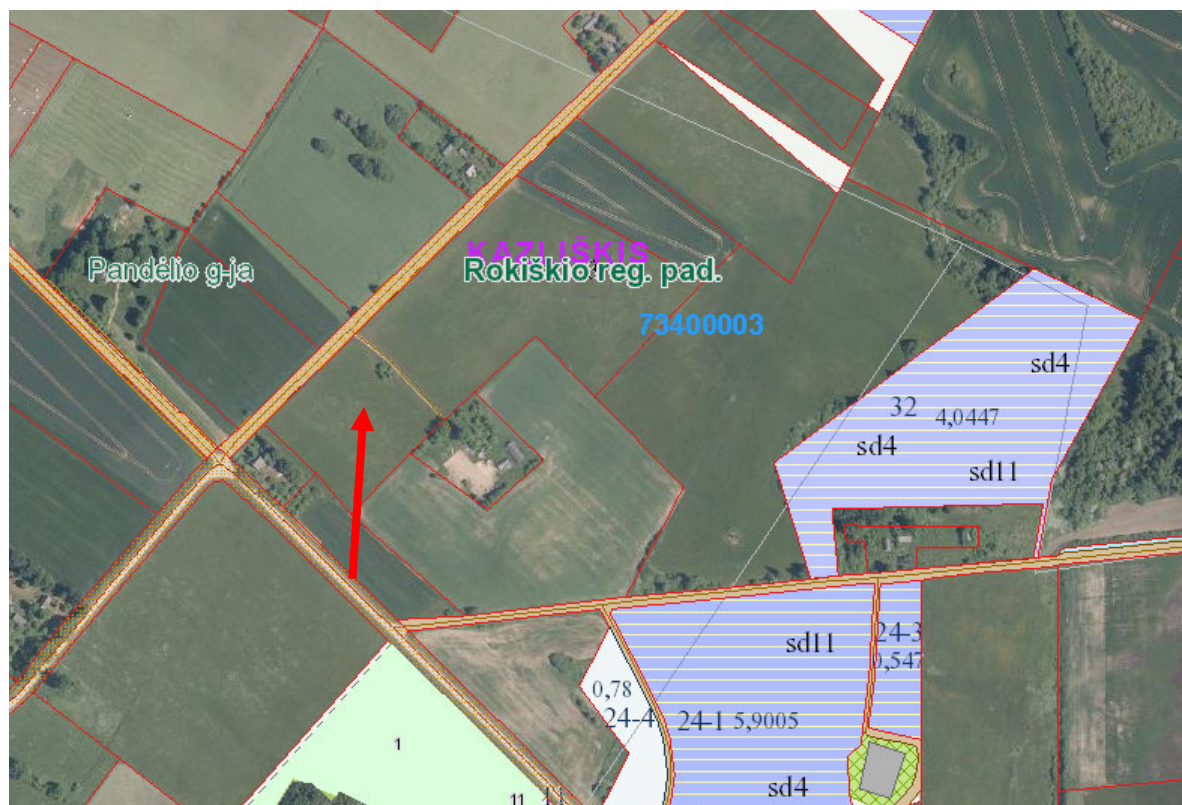 KAZLIŠKIS
Pandėlio g-ja
Rokiškio reg. pad.
73400003
sd4
32
4,0447
sd4
sd11
24-3
0,547
sd11
0,78
24-4
24-1
5,9005
1
sd4
11
11